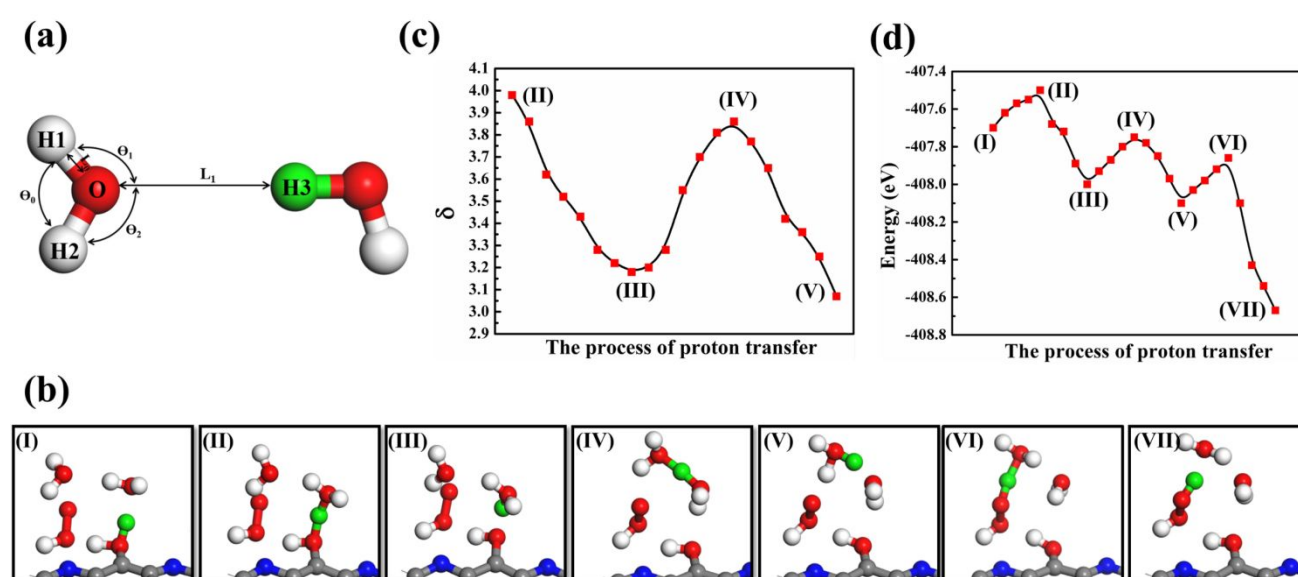 (a)
H1
O
H2
ϴ₁
ϴ₀
ϴ₂
L₁
H3
(c)
4.1
4.0
3.9
3.8
3.7
3.6
3.5
3.4
3.3
3.2
3.1
3.0
2.9
δ
(II)
(III)
(IV)
(V)
The process of proton transfer
(d)
-407.4
-407.6
-407.8
-408.0
-408.2
-408.4
-408.6
-408.8
Energy (eV)
(I)
(II)
(III)
(IV)
(V)
(VI)
(VII)
The process of proton transfer
(b)
(I)
(II)
(III)
(IV)
(V)
(VI)
(VII)